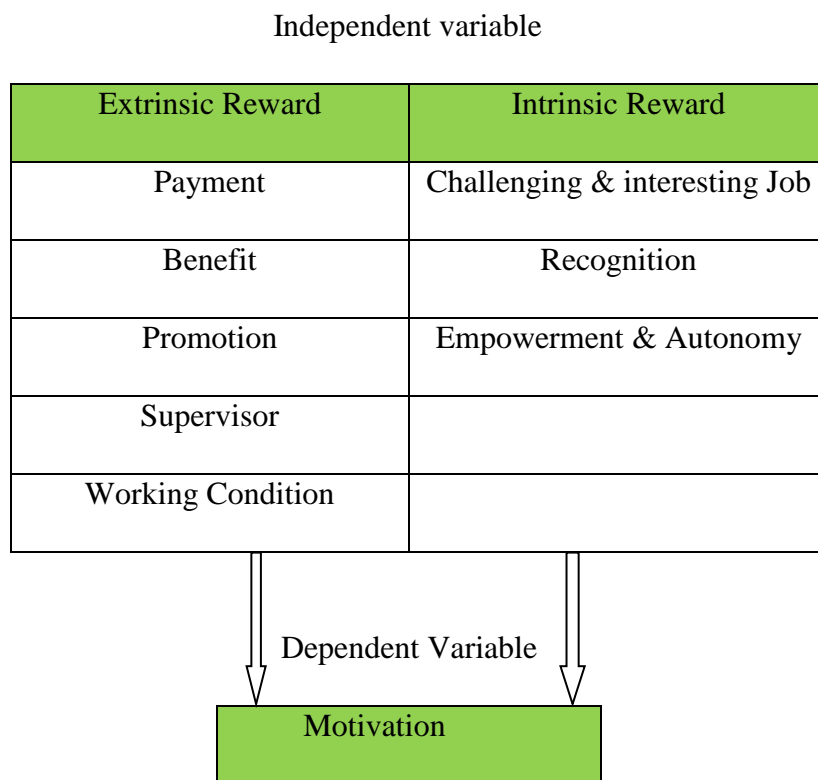 Independent variable
Extrinsic Reward Intrinsic Reward
Payment Challenging & interesting Job
Benefit Recognition
Promotion Empowerment & Autonomy
Supervisor
Working Condition
Dependent Variable
Motivation